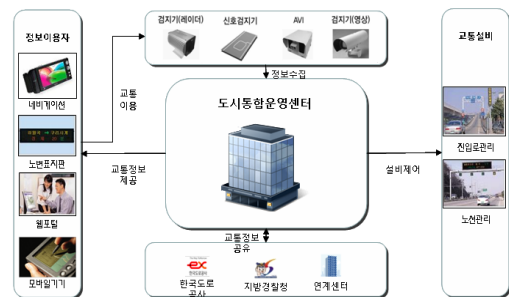 정보이용자
네비게이션
노변표지판
웹포탈
모바일기기
검지기(레이더)
신호검지기
AVI
검지기(영상)
교통
이용
정보수집
도시통합운영센터
교통정보
제공
설비제어
교통정보
공유
ex
한국도로
공사
지방경찰청
연계센터
교통설비
진입로관리
노선관리